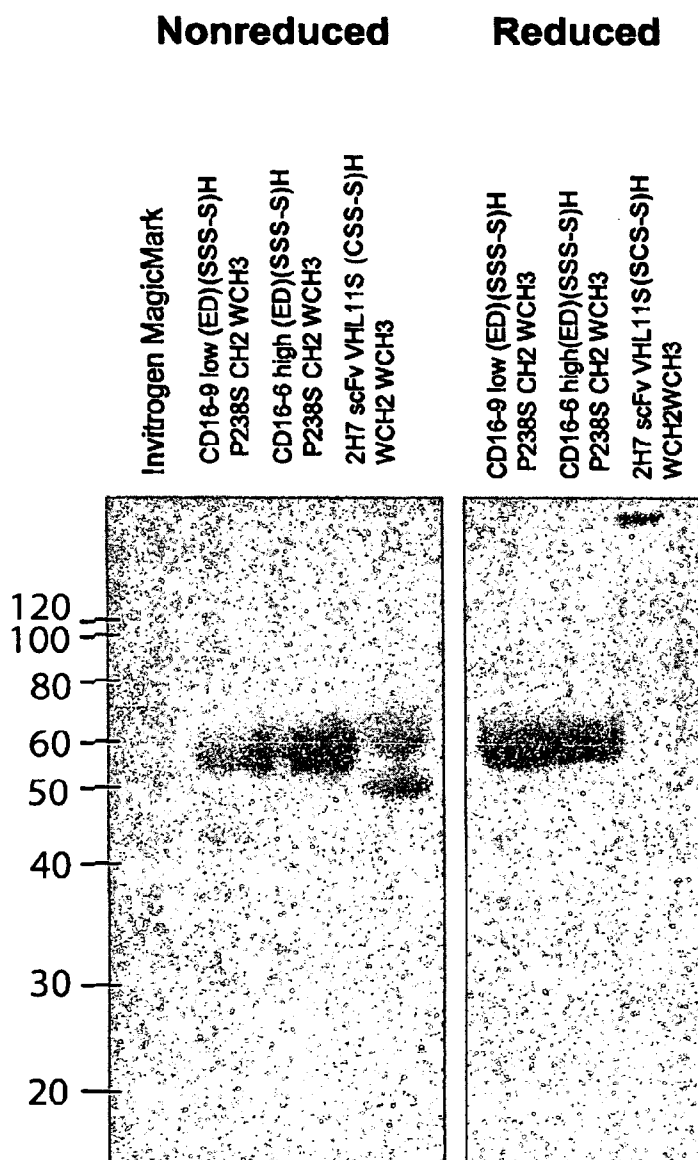 Nonreduced
Reduced
Invitrogen MagicMark
CD16-9 low (ED)(SSS-S)H
P238S CH2 WCH3
CD16-6 high (ED)(SSS-S)H
P238S CH2 WCH3
2H7 scFv VHL11S (CSS-S)H
WCH2 WCH3
CD16-9 low (ED)(SSS-S)H
P238S CH2 WCH3
CD16-6 high(ED)(SSS-S)H
P238S CH2 WCH3
2H7 scFv VHL11S(SCS-S)H
WCH2WCH3
120
100
80
60
50
40
30
20